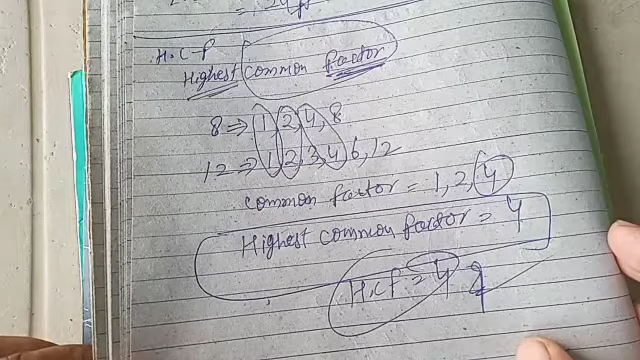 H.C.F
Highest Common factor
8 ⇒ 1, 2, 4, 8
12 ⇒ 1, 2, 3, 4, 6, 12
Common factor = 1, 2, 4
Highest common factor = 4
H.C.F = 4